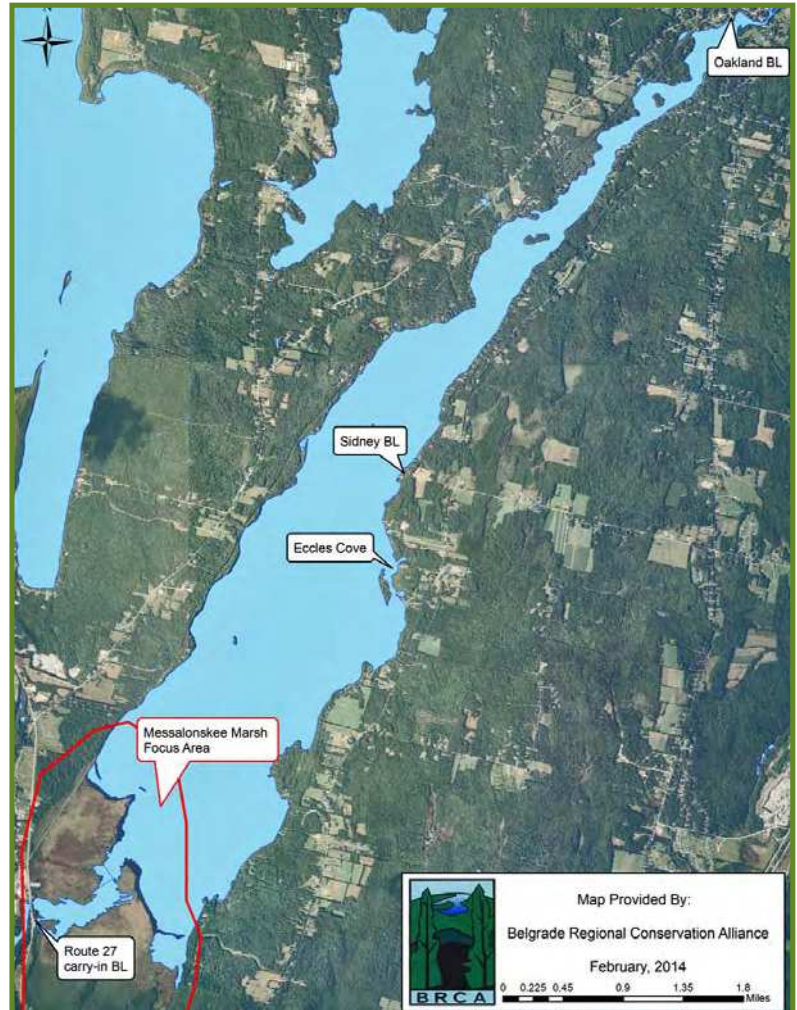 Oakland BL
Sidney BL
Eccles Cove
Messalonskee Marsh
Focus Area
Route 27
carry-in BL
Map Provided By:
Belgrade Regional Conservation Alliance
February, 2014
BRCA
0 0.225 0.45 0.9 1.35 1.8
Miles